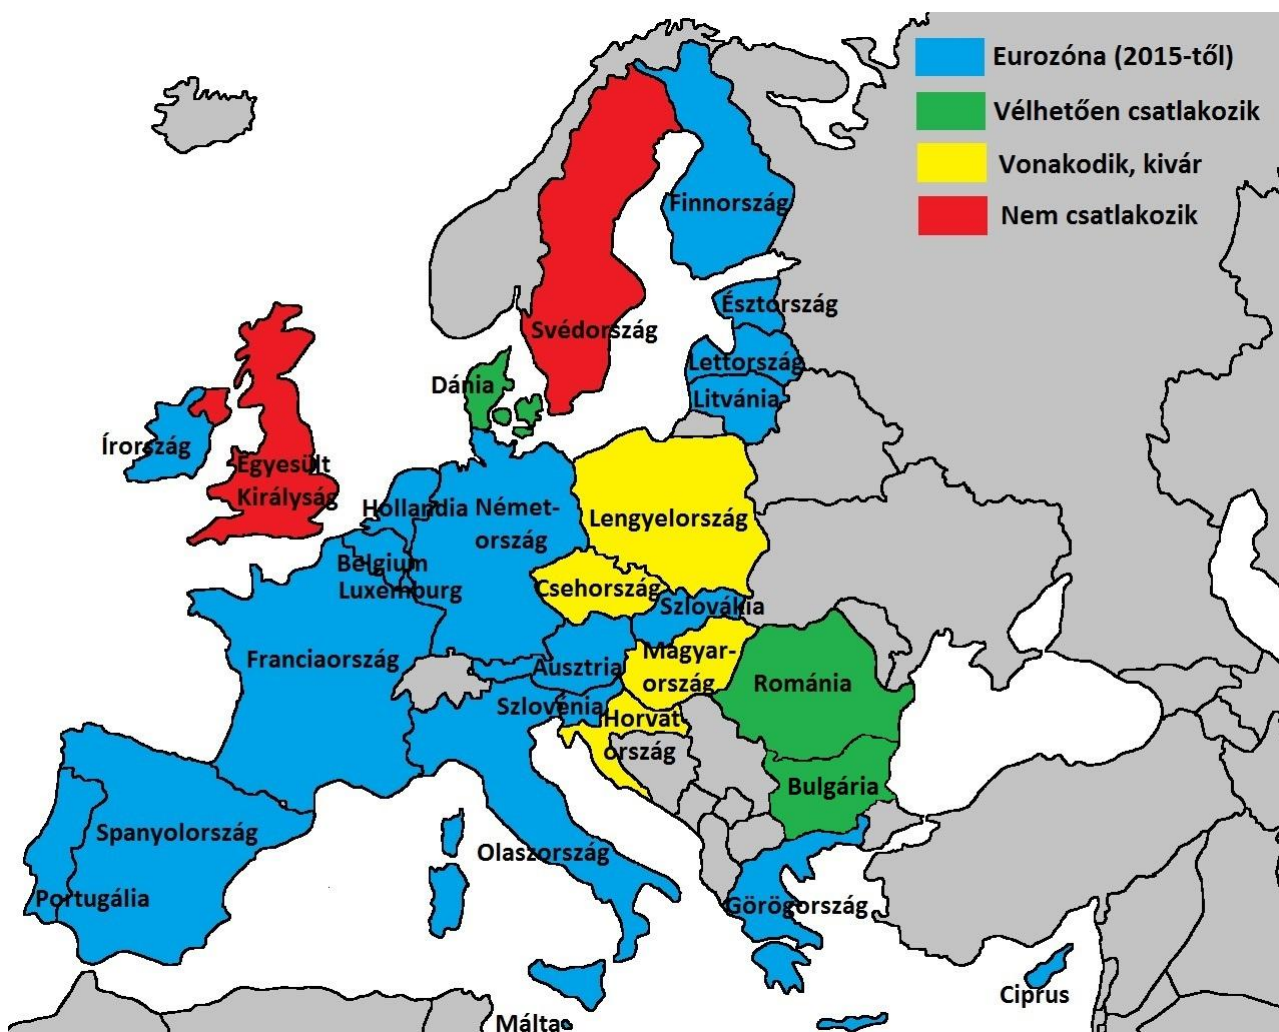 Eurozóna (2015-től)
Vélhetően csatlakozik
Vonakodik, kivár
Nem csatlakozik
Finnország
Észtország
Svédország
Lettország
Dánia
Litvánia
Írország
Egyesült
Királyság
Hollandia
Német-
ország
Lengyelország
Belgium
Luxemburg
Csehország
Szlovákia
Franciaország
Ausztria
Magyar-
ország
Románia
Szlovénia
Horvát
ország
Bulgária
Spanyolország
Olaszország
Portugália
Görögország
Ciprus
Málta